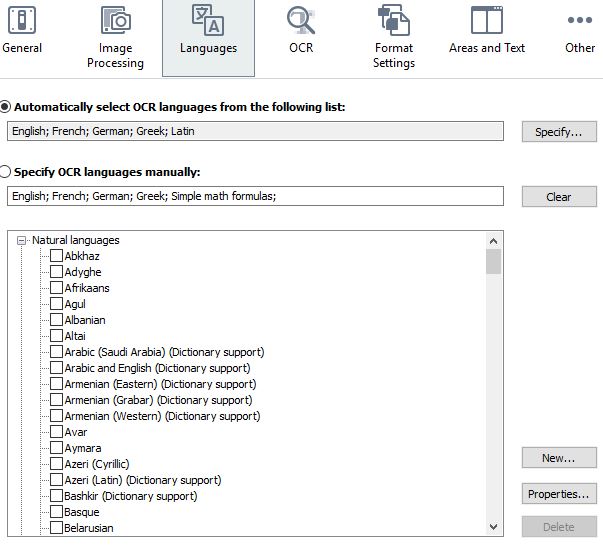 General
Image
Processing
Languages
OCR
Format
Settings
Areas and Text
Other
Automatically select OCR languages from the following list:
English; French; German; Greek; Latin
Specify...
Specify OCR languages manually:
English; French; German; Greek; Simple math formulas;
Clear
Natural languages
Abkhaz
Adyghe
Afrikaans
Agul
Albanian
Altai
Arabic (Saudi Arabia) (Dictionary support)
Arabic and English (Dictionary support)
Armenian (Eastern) (Dictionary support)
Armenian (Grabar) (Dictionary support)
Armenian (Western) (Dictionary support)
Avar
Aymara
Azeri (Cyrillic)
Azeri (Latin) (Dictionary support)
Bashkir (Dictionary support)
Basque
Belarusian
New...
Properties...
Delete